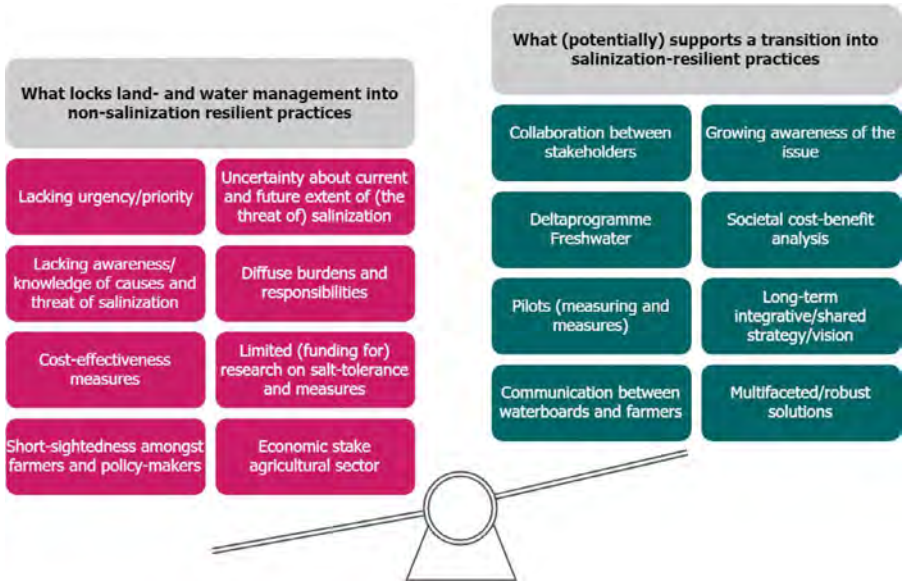 What locks land- and water management into
non-salinization resilient practices
Lacking urgency/priority
Uncertainty about current
and future extent of (the
threat of) salinization
Lacking awareness/
knowledge of causes and
threat of salinization
Diffuse burdens and
responsibilities
Cost-effectiveness
measures
Limited (funding for)
research on salt-tolerance
and measures
Short-sightedness amongst
farmers and policy-makers
Economic stake
agricultural sector
What (potentially) supports a transition into
salinization-resilient practices
Collaboration between
stakeholders
Growing awareness of the
issue
Deltaprogramme
Freshwater
Societal cost-benefit
analysis
Pilots (measuring and
measures)
Long-term
integrative/shared
strategy/vision
Communication between
waterboards and farmers
Multifaceted/robust
solutions